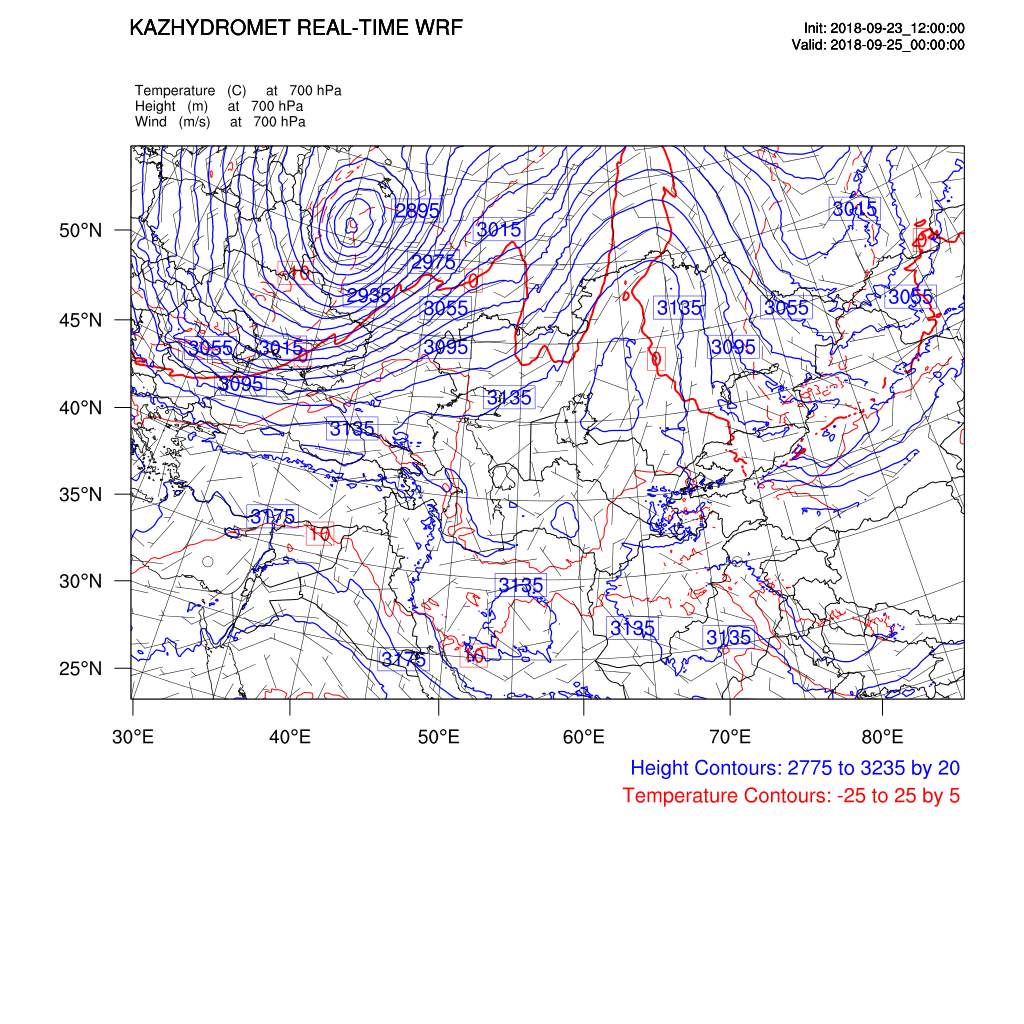 KAZHYDROMET REAL-TIME WRF
Init: 2018-09-23_12:00:00
Valid: 2018-09-25_00:00:00
Temperature (C) at 700 hPa
Height (m) at 700 hPa
Wind (m/s) at 700 hPa
2895
3015
3015
50°N
0
2975
-10
0
2935
3055
3055
3135
3055
45°N
3055
3015
3095
3095
3095
3135
40°N
3135
35°N
3175
10
30°N
3135
3135
3135
10
3175
25°N
30°E
40°E
50°E
60°E
70°E
80°E
Height Contours: 2775 to 3235 by 20
Temperature Contours: -25 to 25 by 5